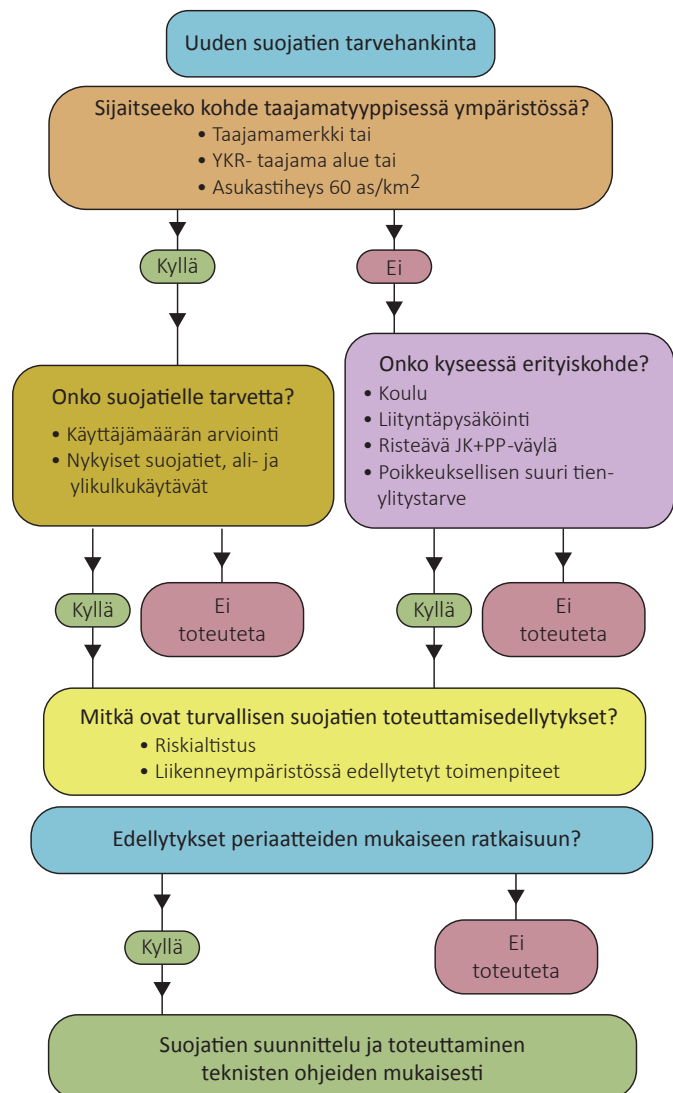 Uuden suojatien tarvehankinta
Sijaitseeko kohde taajamatyyppisessä ympäristössä?
• Taajamamerkki tai
• YKR- taajama alue tai
• Asukastiheys 60 as/km²
Kyllä
Ei
Onko suojatielle tarvetta?
• Käyttäjämäärän arviointi
• Nykyiset suojatiet, ali- ja
ylikulkukäytävät
Onko kyseessä erityiskohde?
• Koulu
• Liityntäpysäköinti
• Risteävä JK+PP-väylä
• Poikkeuksellisen suuri tien-
ylitystarve
Kyllä
Ei
toteuteta
Kyllä
Ei
toteuteta
Mitkä ovat turvallisen suojatien toteuttamisedellytykset?
• Riskialtistus
• Liikenneympäristössä edellytetyt toimenpiteet
Edellytykset periaatteiden mukaiseen ratkaisuun?
Kyllä
Ei
toteuteta
Suojatien suunnittelu ja toteuttaminen
teknisten ohjeiden mukaisesti